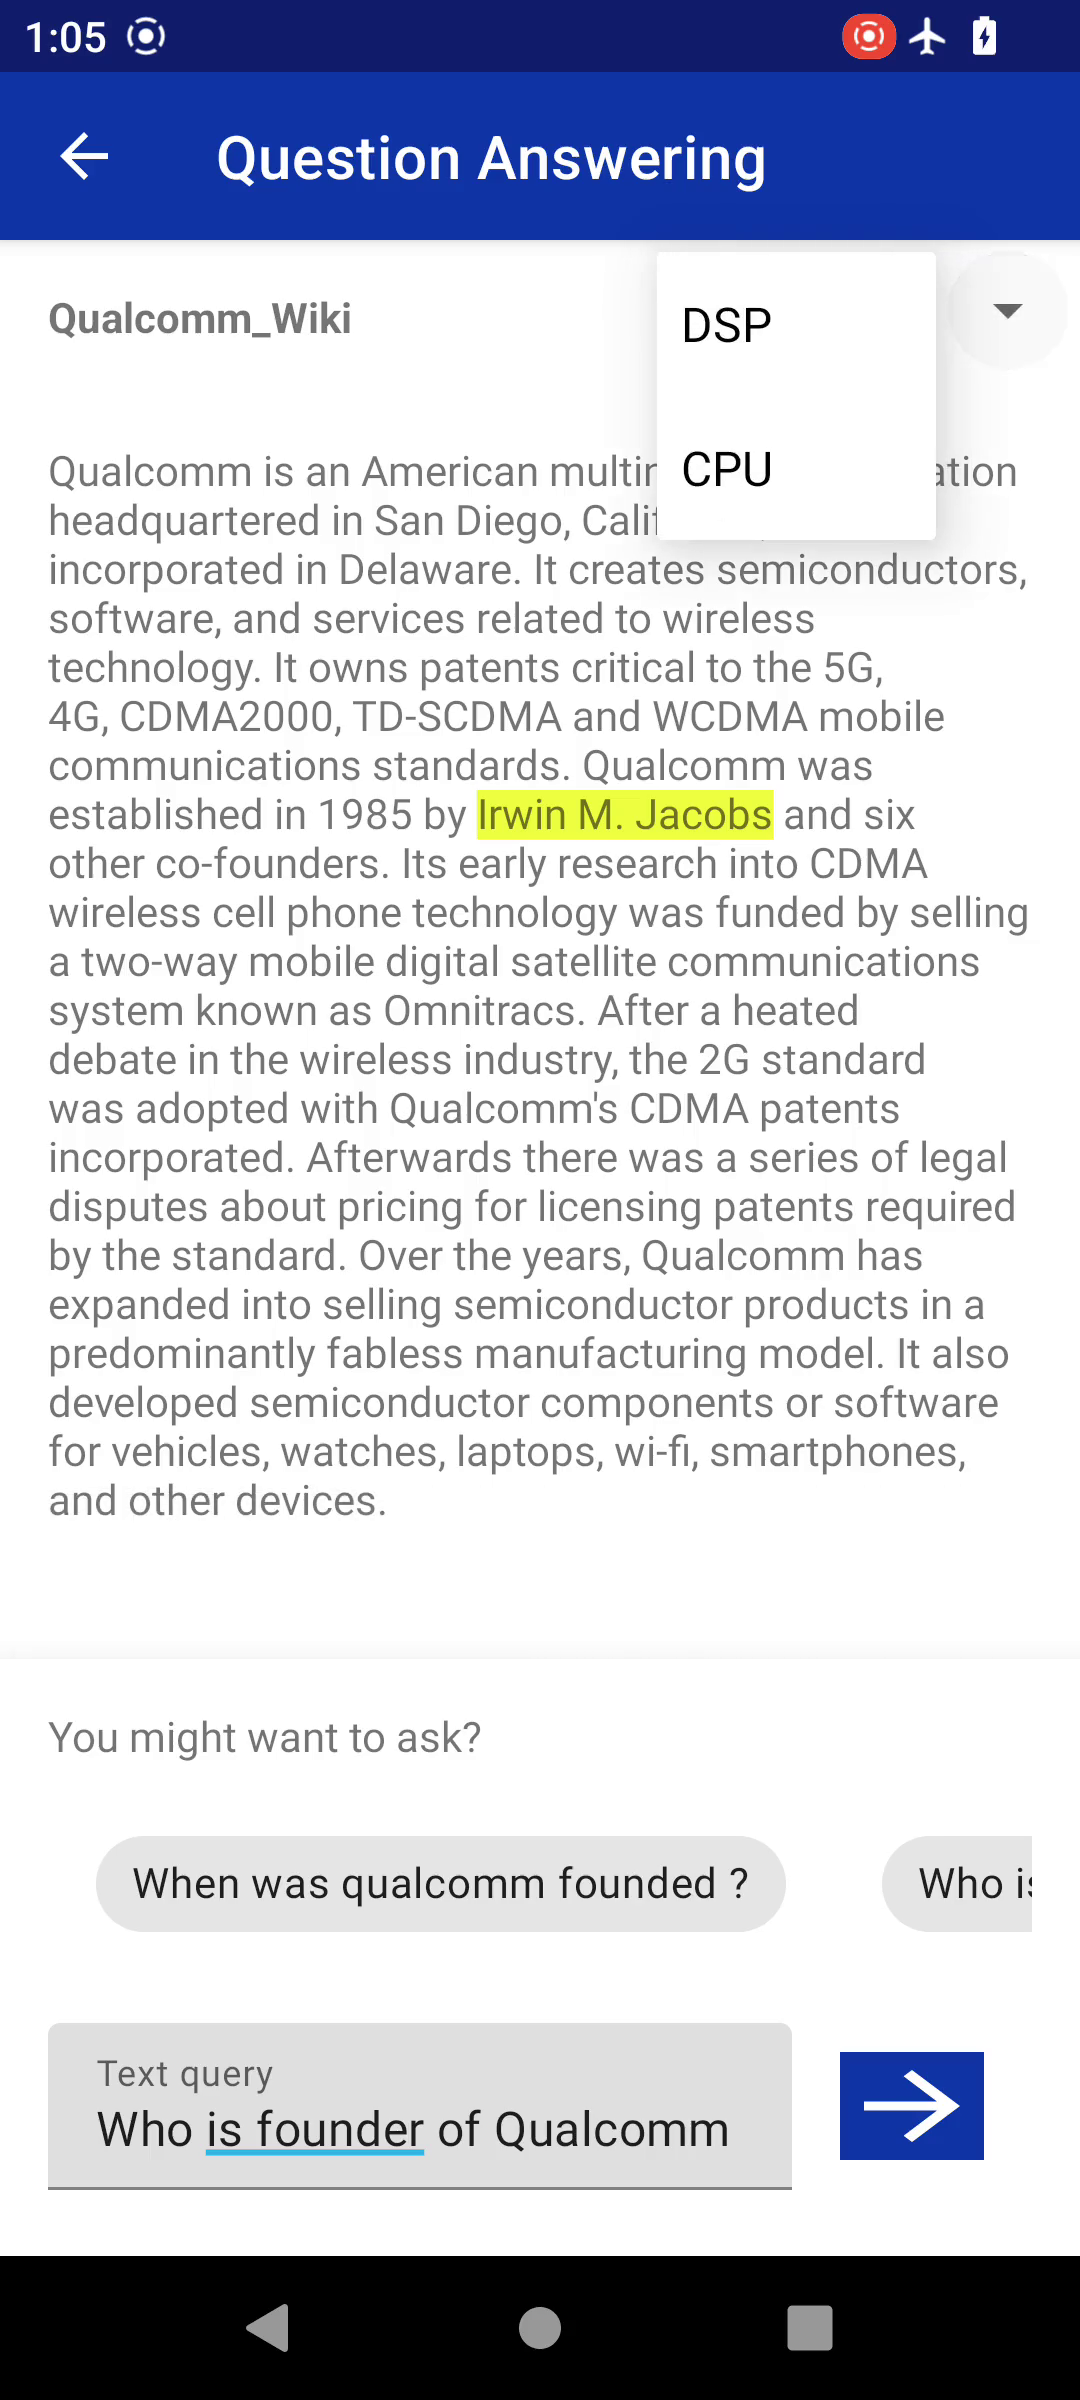 1:05
Question Answering
Qualcomm_Wiki
DSP
CPU
Qualcomm is an American ation
headquartered in San Diego,
incorporated in Delaware. It creates semiconductors,
software, and services related to wireless
technology. It owns patents critical to the 5G,
4G, CDMA2000, TD-SCDMA and WCDMA mobile
communications standards. Qualcomm was
established in 1985 by Irwin M. Jacobs and six
other co-founders. Its early research into CDMA
wireless cell phone technology was funded by selling
a two-way mobile digital satellite communications
system known as Omnitracs. After a heated
debate in the wireless industry, the 2G standard
was adopted with Qualcomm's CDMA patents
incorporated. Afterwards there was a series of legal
disputes about pricing for licensing patents required
by the standard. Over the years, Qualcomm has
expanded into selling semiconductor products in a
predominantly fabless manufacturing model. It also
developed semiconductor components or software
for vehicles, watches, laptops, wi-fi, smartphones,
and other devices.
You might want to ask?
When was qualcomm founded ?
Who
Text query
Who is founder of Qualcomm